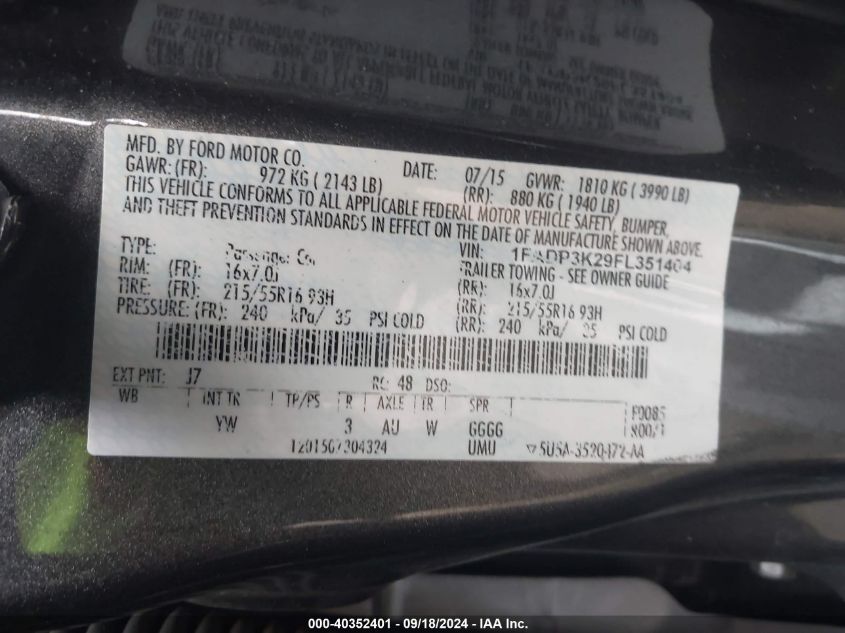 MFD. BY FORD MOTOR CO.
DATE: 07/15 GVWR: 1810 KG ( 3990 LB)
GAWR: (FR): 972 KG ( 2143 LB) (RR): 880 KG ( 1940 LB)
THIS VEHICLE CONFORMS TO ALL APPLICABLE FEDERAL MOTOR VEHICLE SAFETY, BUMPER,
AND THEFT PREVENTION STANDARDS IN EFFECT ON THE DATE OF MANUFACTURE SHOWN ABOVE.
TYPE: Passenger Car VIN: 1FADP3K29FL351404
TRAILER TOWING - SEE OWNER GUIDE
RIM: (FR): 16x7.0J (RR): 16x7.0J
TIRE: (FR): 215/55R16 93H (RR): 215/55R16 93H
PRESSURE: (FR): 240 kPa/ 35 PSI COLD (RR): 240 kPa/ 35 PSI COLD
EXT PNT: J7 RC: 48 DSO:
WB INT TR TP/PS R AXLE TR SPR F0085
YW 3 AU W GGGG
UMU
000-40352401 - 09/18/2024 - IAA Inc.